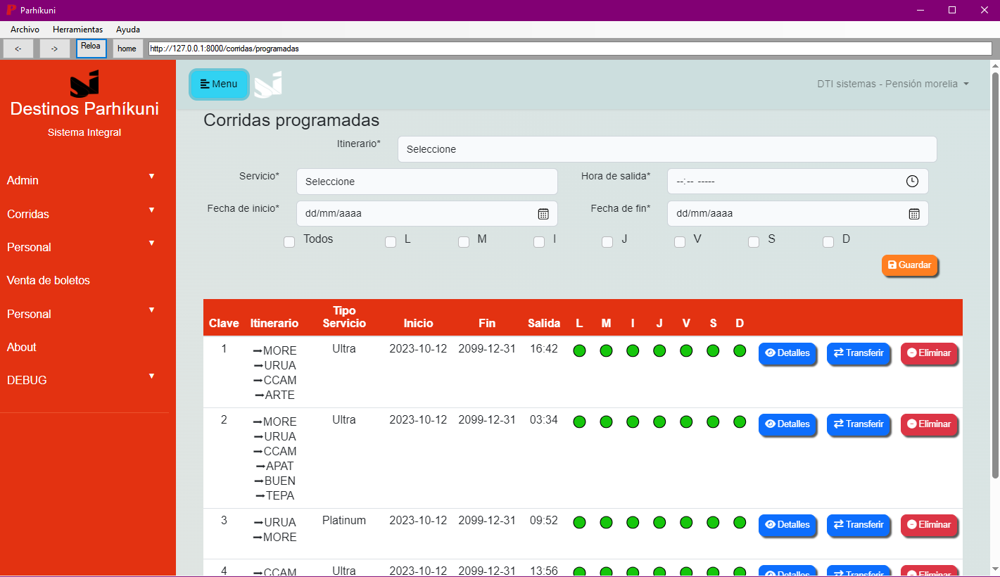 Parhíkuni
Archivo Herramientas Ayuda
<- -> Reloa home http://127.0.0.1:8000/corridas/programadas
Destinos Parhíkuni
Sistema Integral
Admin
Corridas
Personal
Venta de boletos
Personal
About
DEBUG
Menu
DTI sistemas - Pensión morelia
Corridas programadas
Itinerario* Seleccione
Servicio* Seleccione Hora de salida* --:-- -----
Fecha de inicio* dd/mm/aaaa Fecha de fin* dd/mm/aaaa
Todos L M I J V S D
Guardar
Clave Itinerario Tipo Servicio Inicio Fin Salida L M I J V S D
1 →MORE Ultra 2023-10-12 2099-12-31 16:42 Detalles Transferir Eliminar
→URUA
→CCAM
→ARTE
2 →MORE Ultra 2023-10-12 2099-12-31 03:34 Detalles Transferir Eliminar
→URUA
→CCAM
→APAT
→BUEN
→TEPA
3 →URUA Platinum 2023-10-12 2099-12-31 09:52 Detalles Transferir Eliminar
→MORE
4 →CCAM Ultra 2023-10-12 2099-12-31 13:56 Detalles Transferir Eliminar